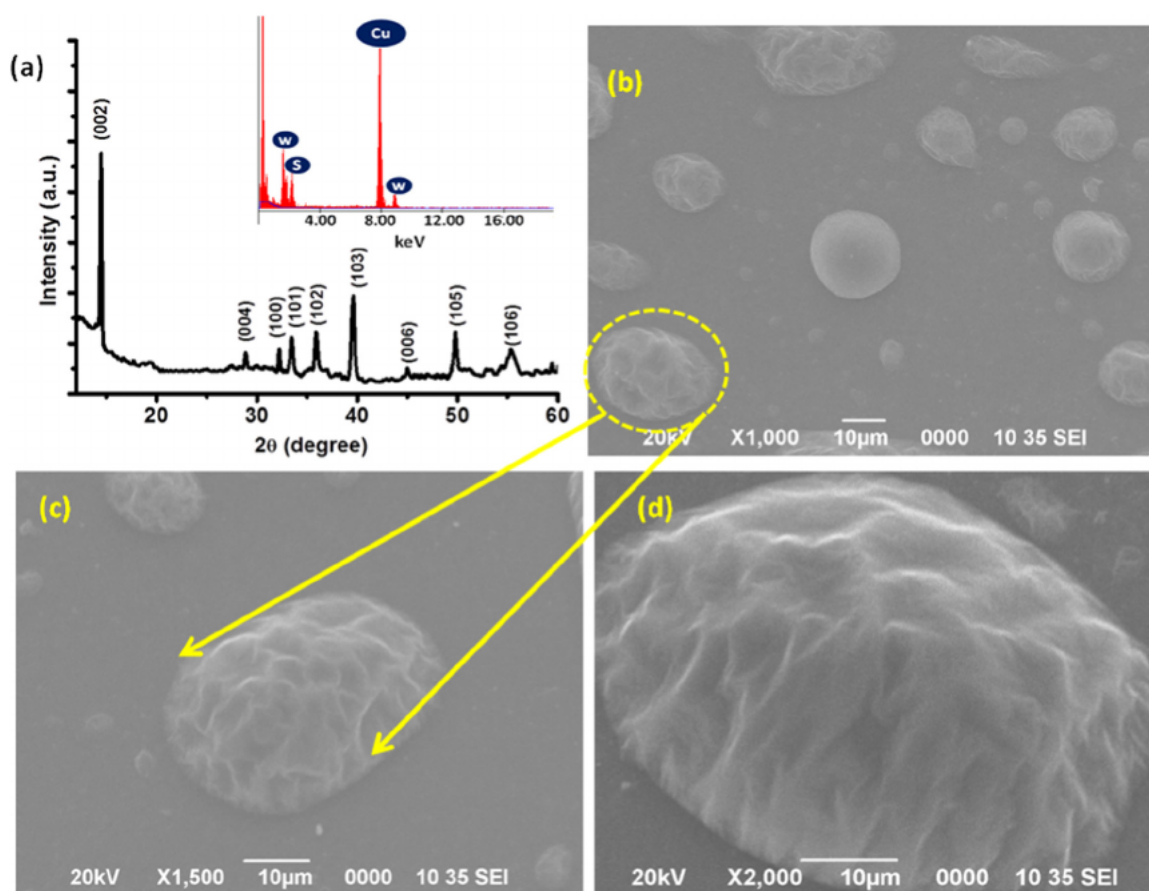 (a)
Intensity (a.u.)
(002)
(004)
(100)
(101)
(102)
(103)
(006)
(105)
(106)
20 30 40 50 60
2θ (degree)
Cu
w
S
w
4.00 8.00 12.00 16.00
keV
(b)
20kV X1,000 10µm 0000 10 35 SEI
(c)
20kV X1,500 10µm 0000 10 35 SEI
(d)
20kV X2,000 10µm 0000 10 35 SEI